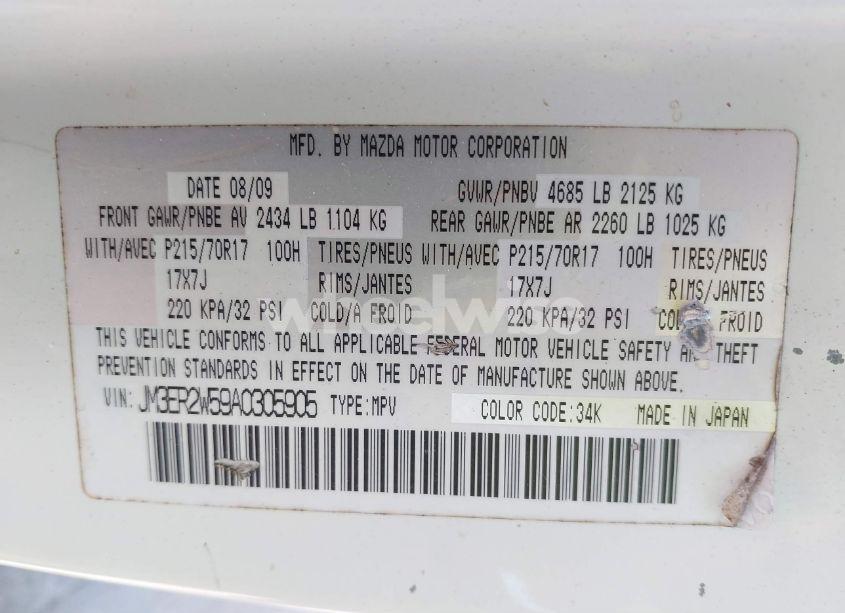 MFD. BY MAZDA MOTOR CORPORATION
DATE 08/09 GVWR/PNBV 4685 LB 2125 KG
FRONT GAWR/PNBE AV 2434 LB 1104 KG REAR GAWR/PNBE AR 2260 LB 1025 KG
WITH/AVEC P215/70R17 100H TIRES/PNEUS WITH/AVEC P215/70R17 100H TIRES/PNEUS
17X7J RIMS/JANTES 17X7J RIMS/JANTES
220 KPA/32 PSI COLD/A FROID 220 KPA/32 PSI FROID
wheelwise
THIS VEHICLE CONFORMS TO ALL APPLICABLE FEDERAL MOTOR VEHICLE SAFETY AND THEFT
PREVENTION STANDARDS IN EFFECT ON THE DATE OF MANUFACTURE SHOWN ABOVE.
VIN: JM3ER2W59A0305905 TYPE:MPV COLOR CODE:34K MADE IN JAPAN